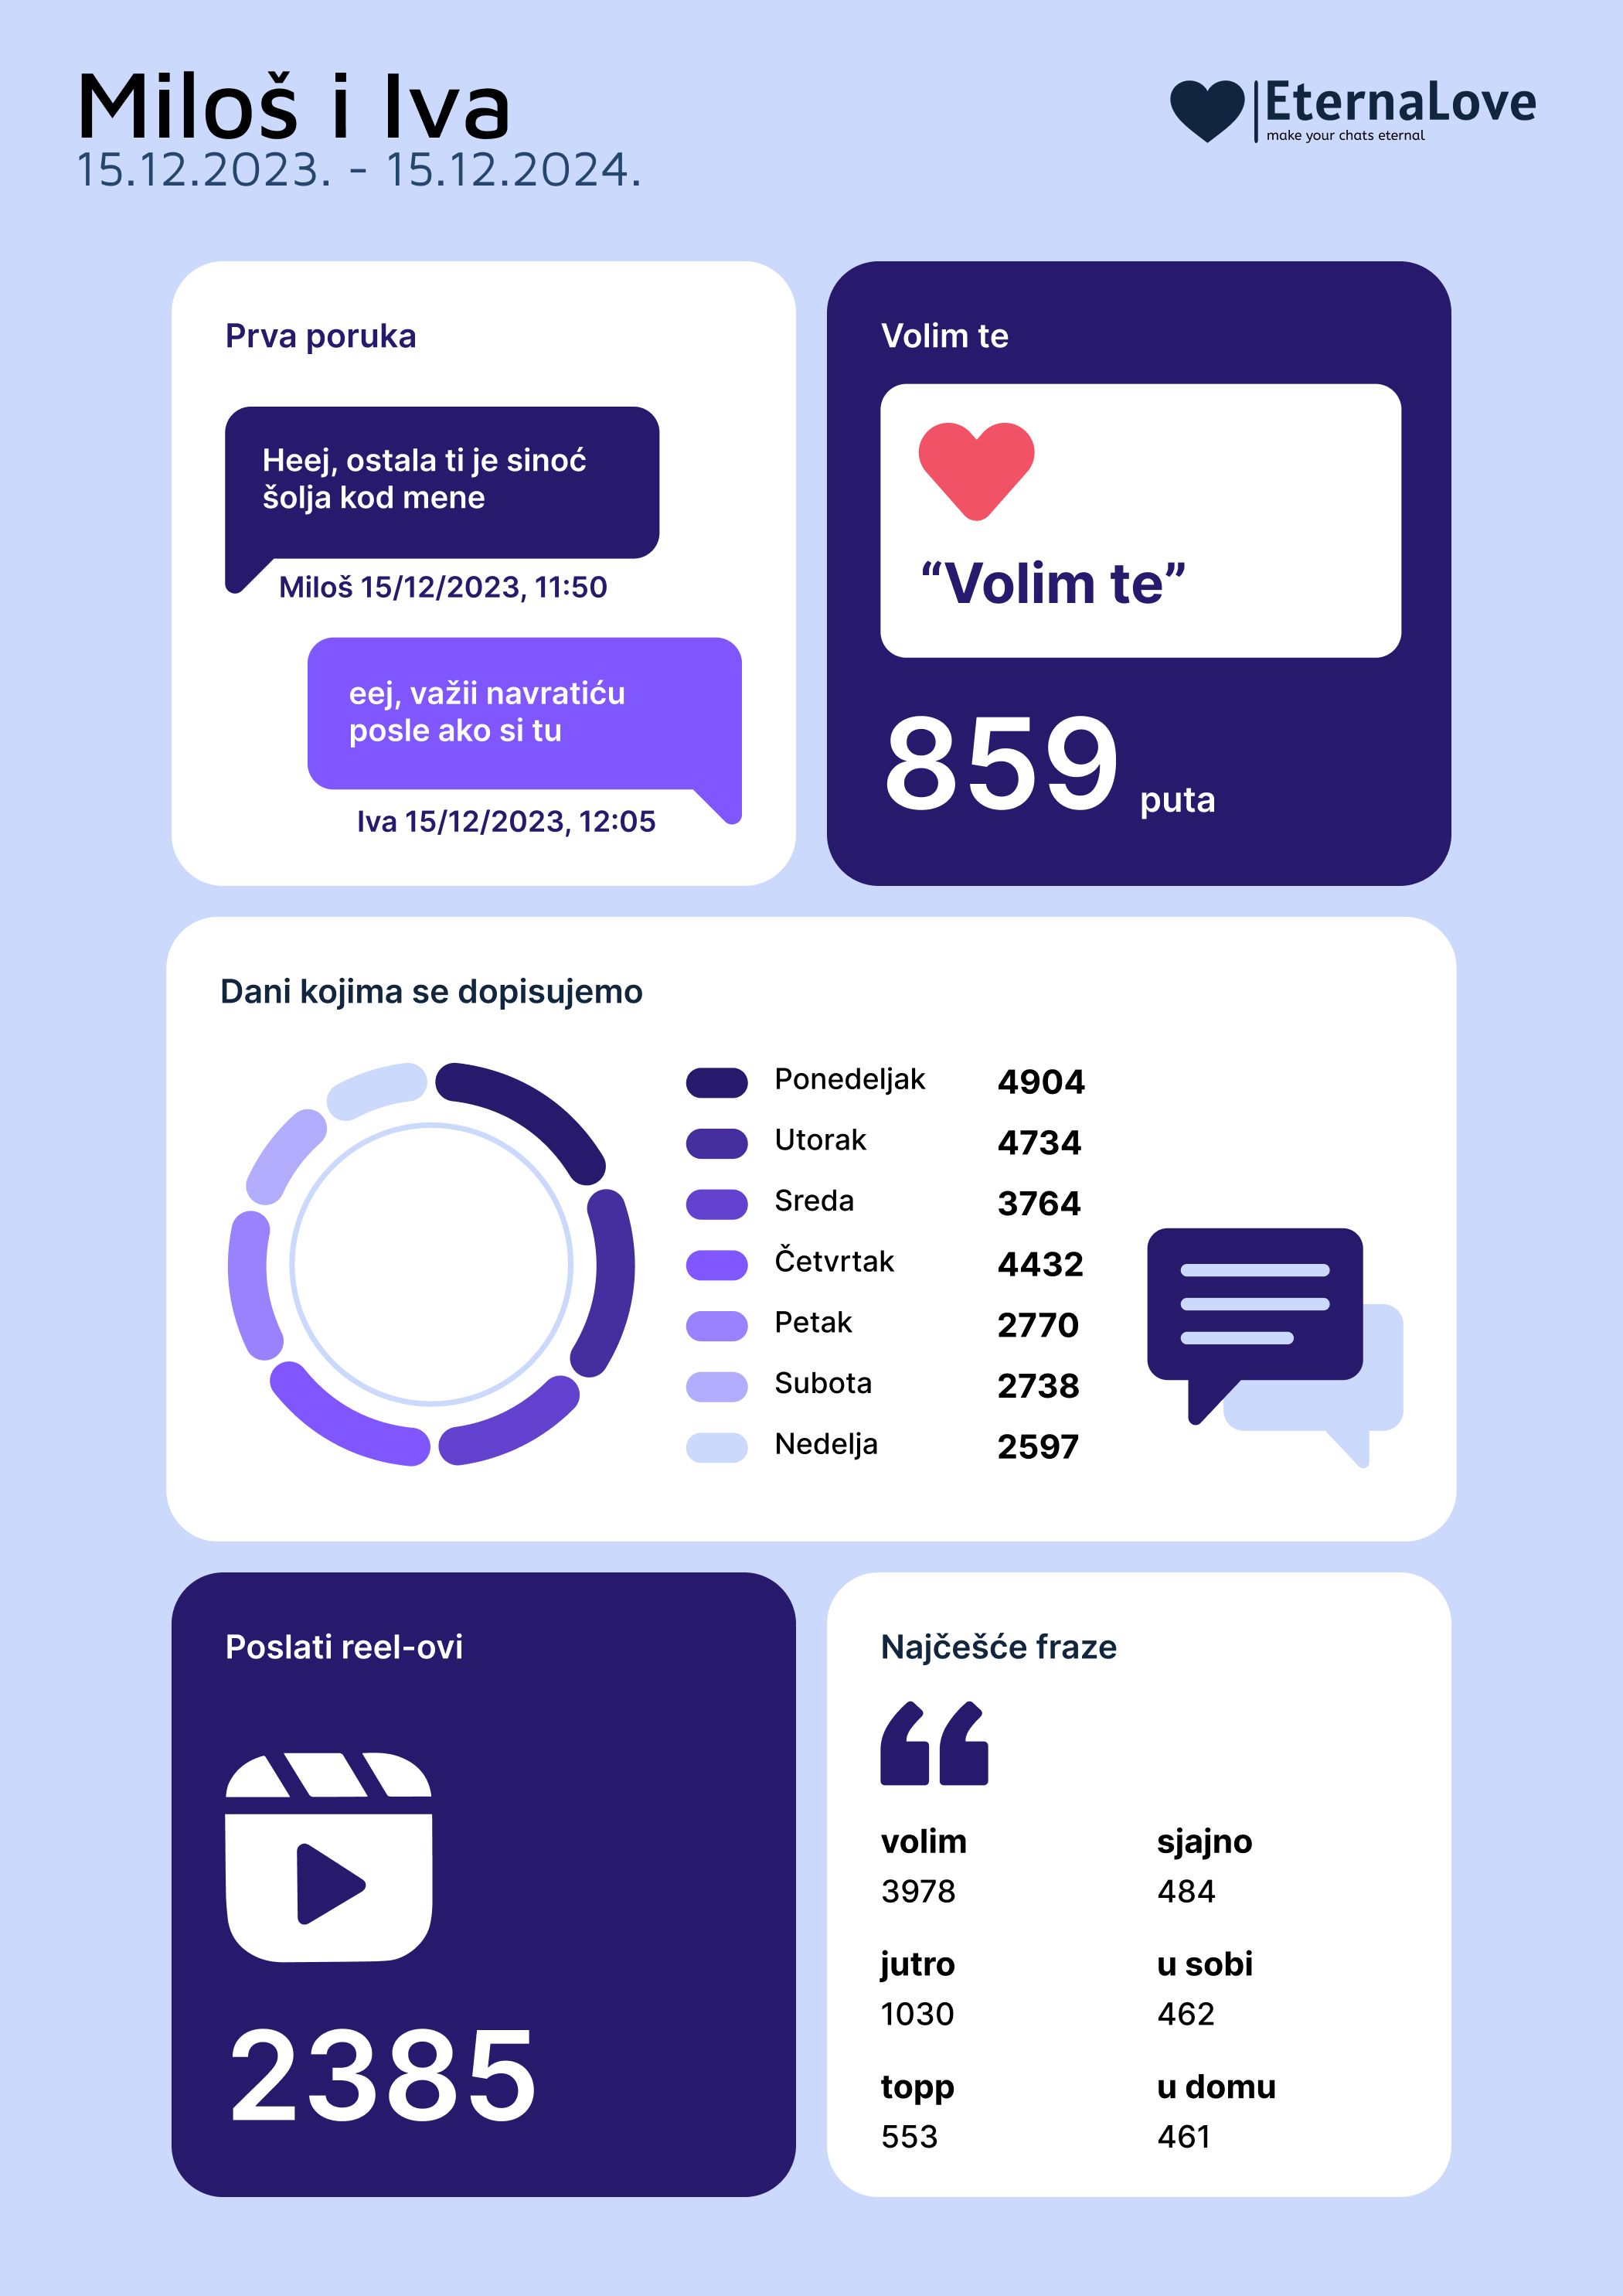 Miloš i Iva
15.12.2023. - 15.12.2024.
EternaLove
make your chats eternal
Prva poruka
Heej, ostala ti je sinoć
šolja kod mene
Miloš 15/12/2023, 11:50
eej, važii navratiću
posle ako si tu
Iva 15/12/2023, 12:05
Volim te
“Volim te”
859 puta
Dani kojima se dopisujemo
Ponedeljak 4904
Utorak 4734
Sreda 3764
Četvrtak 4432
Petak 2770
Subota 2738
Nedelja 2597
Poslati reel-ovi
2385
Najčešće fraze
volim
3978
jutro
1030
topp
553
sjajno
484
u sobi
462
u domu
461